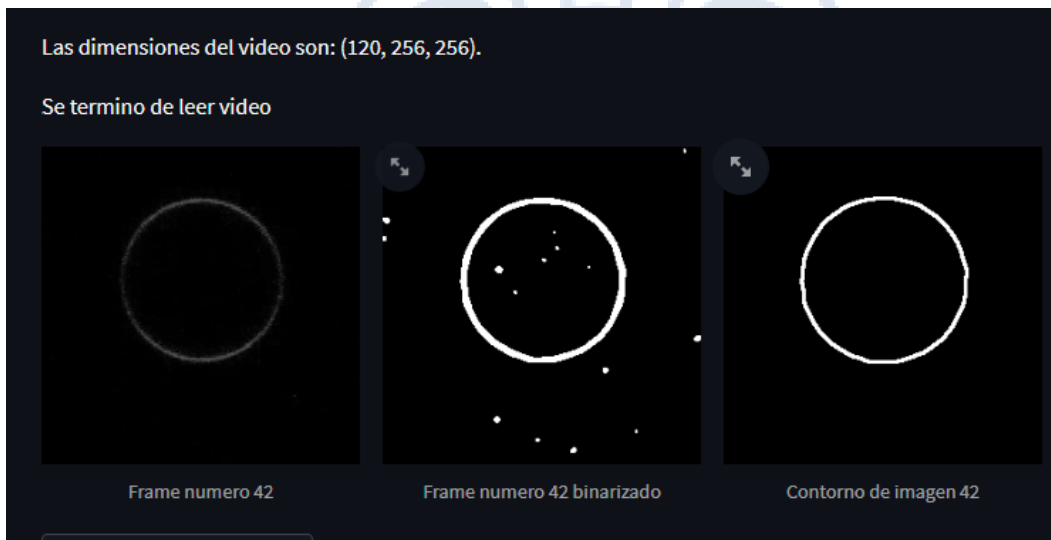 Las dimensiones del video son: (120, 256, 256).
Se termino de leer video
Frame numero 42
Frame numero 42 binarizado
Contorno de imagen 42